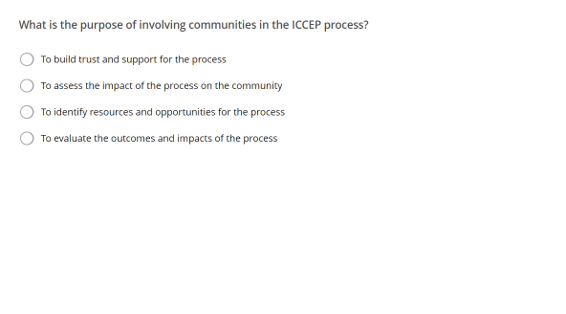 What is the purpose of involving communities in the ICCEP process?
To build trust and support for the process
To assess the impact of the process on the community
To identify resources and opportunities for the process
To evaluate the outcomes and impacts of the process